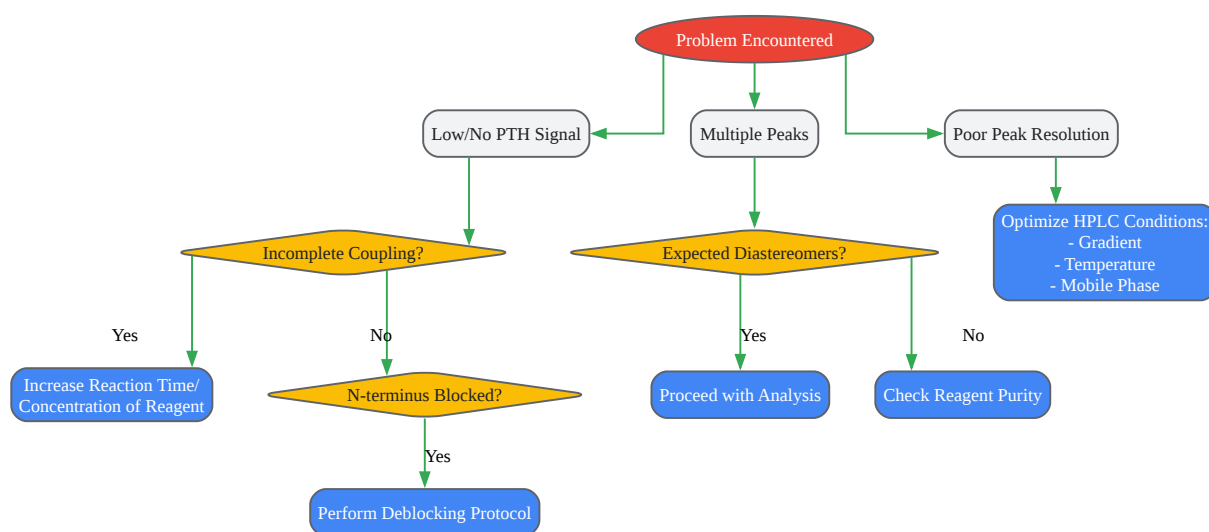 Problem Encountered
Low/No PTH Signal
Multiple Peaks
Poor Peak Resolution
Optimize HPLC Conditions:
- Gradient
- Temperature
- Mobile Phase
Incomplete Coupling?
Expected Diastereomers?
Yes
No
Yes
No
Increase Reaction Time/
Concentration of Reagent
N-terminus Blocked?
Proceed with Analysis
Check Reagent Purity
Yes
Perform Deblocking Protocol